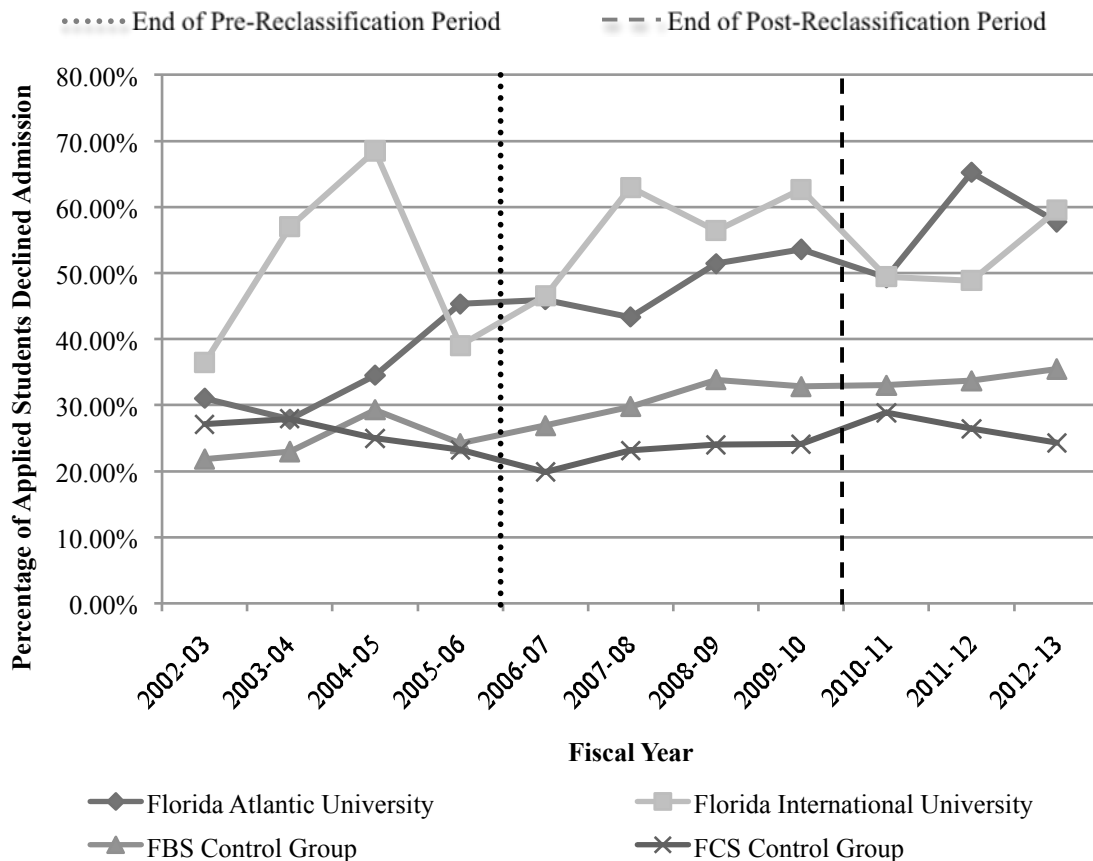 End of Pre-Reclassification Period
End of Post-Reclassification Period
Percentage of Applied Students Declined Admission
80.00%
70.00%
60.00%
50.00%
40.00%
30.00%
20.00%
10.00%
0.00%
2002-03
2003-04
2004-05
2005-06
2006-07
2007-08
2008-09
2009-10
2010-11
2011-12
2012-13
Fiscal Year
Florida Atlantic University
Florida International University
FBS Control Group
FCS Control Group